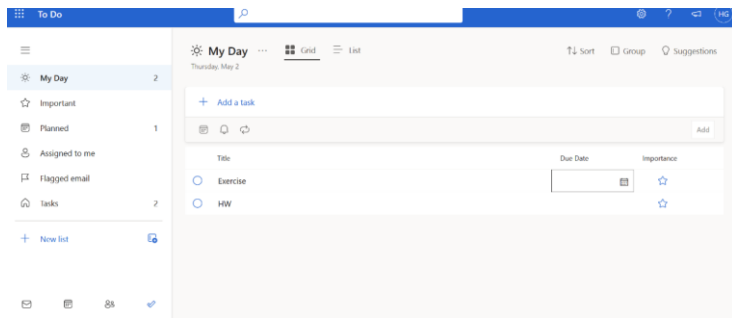 To Do
HG
My Day
Grid
List
Sort
Group
Suggestions
Thursday, May 2
My Day 2
Important
Planned 1
Assigned to me
Flagged email
Tasks 2
New list
Add a task
Add
Title Due Date Importance
Exercise
HW